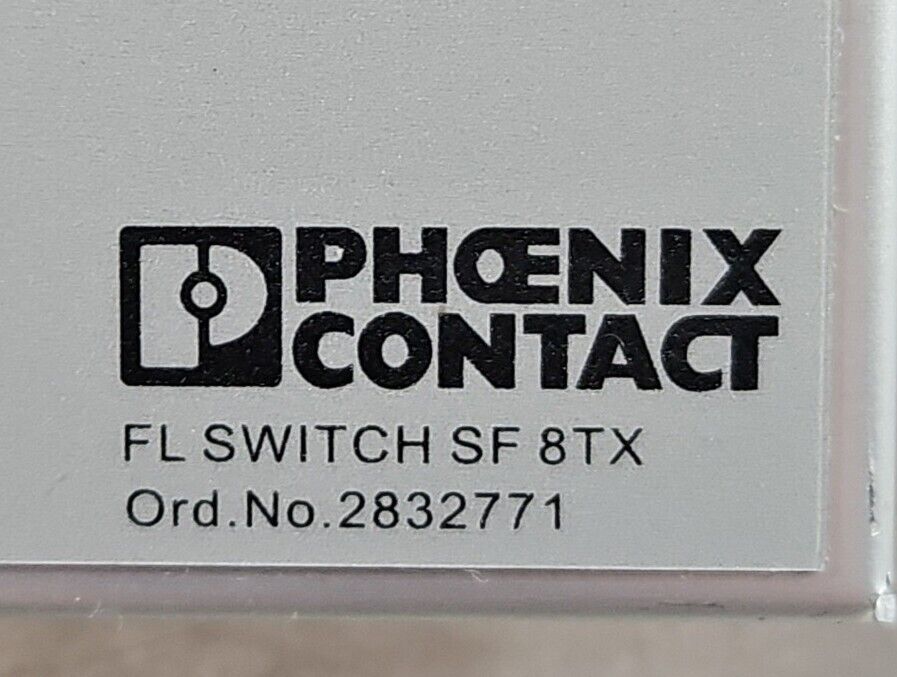 PHŒNIX
CONTACT
FL SWITCH SF 8TX
Ord.No.2832771